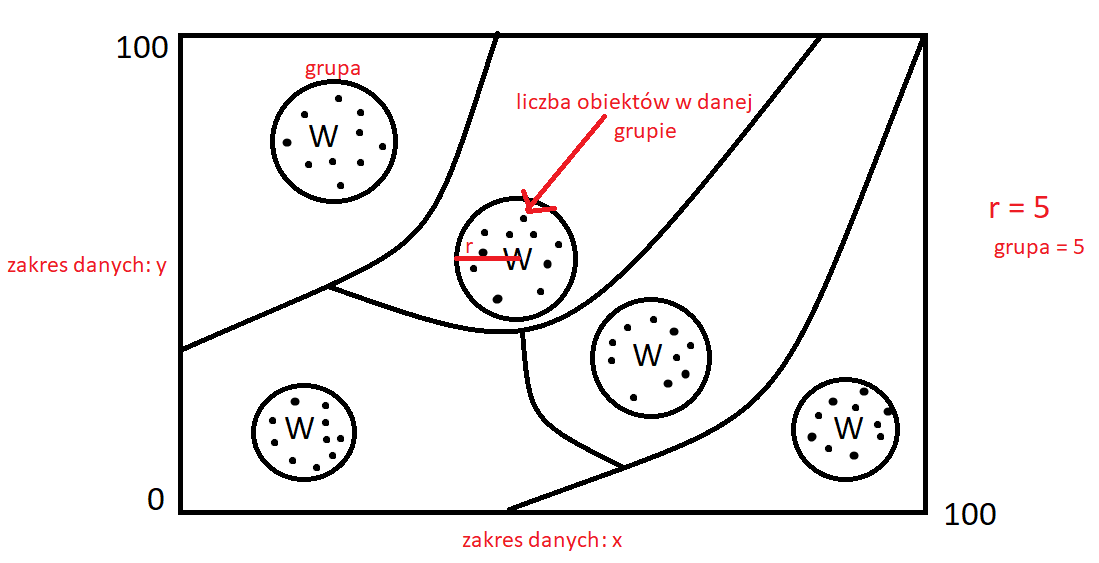 100
grupa
W
liczba obiektów w danej
grupie
r = 5
grupa = 5
zakres danych: y
r
W
W
W
W
0
100
zakres danych: x